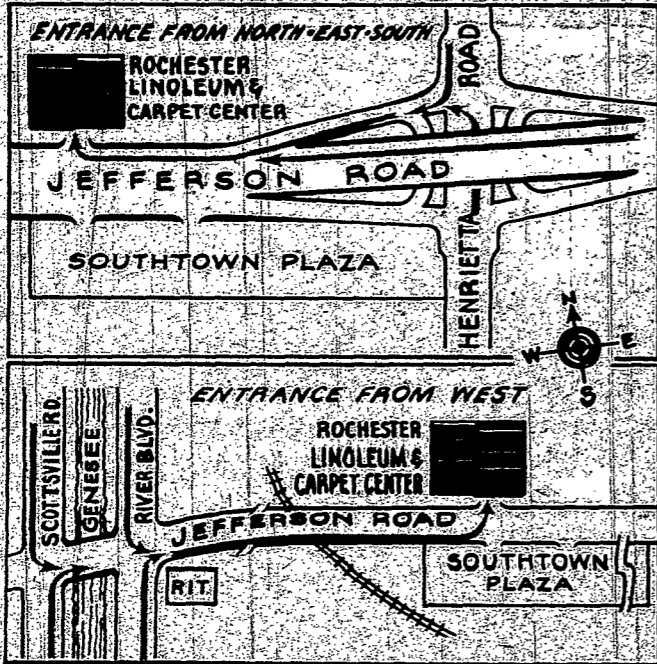 ENTRANCE FROM NORTH-EAST-SOUTH
ROCHESTER
LINOLEUM &
CARPET CENTER
HENRIETTA ROAD
JEFFERSON ROAD
SOUTHTOWN PLAZA
N
W E
S
ENTRANCE FROM WEST
ROCHESTER
LINOLEUM &
CARPET CENTER
SCOTTSVILLE RD.
GENESEE
RIVER BLVD.
JEFFERSON ROAD
RIT
SOUTHTOWN
PLAZA